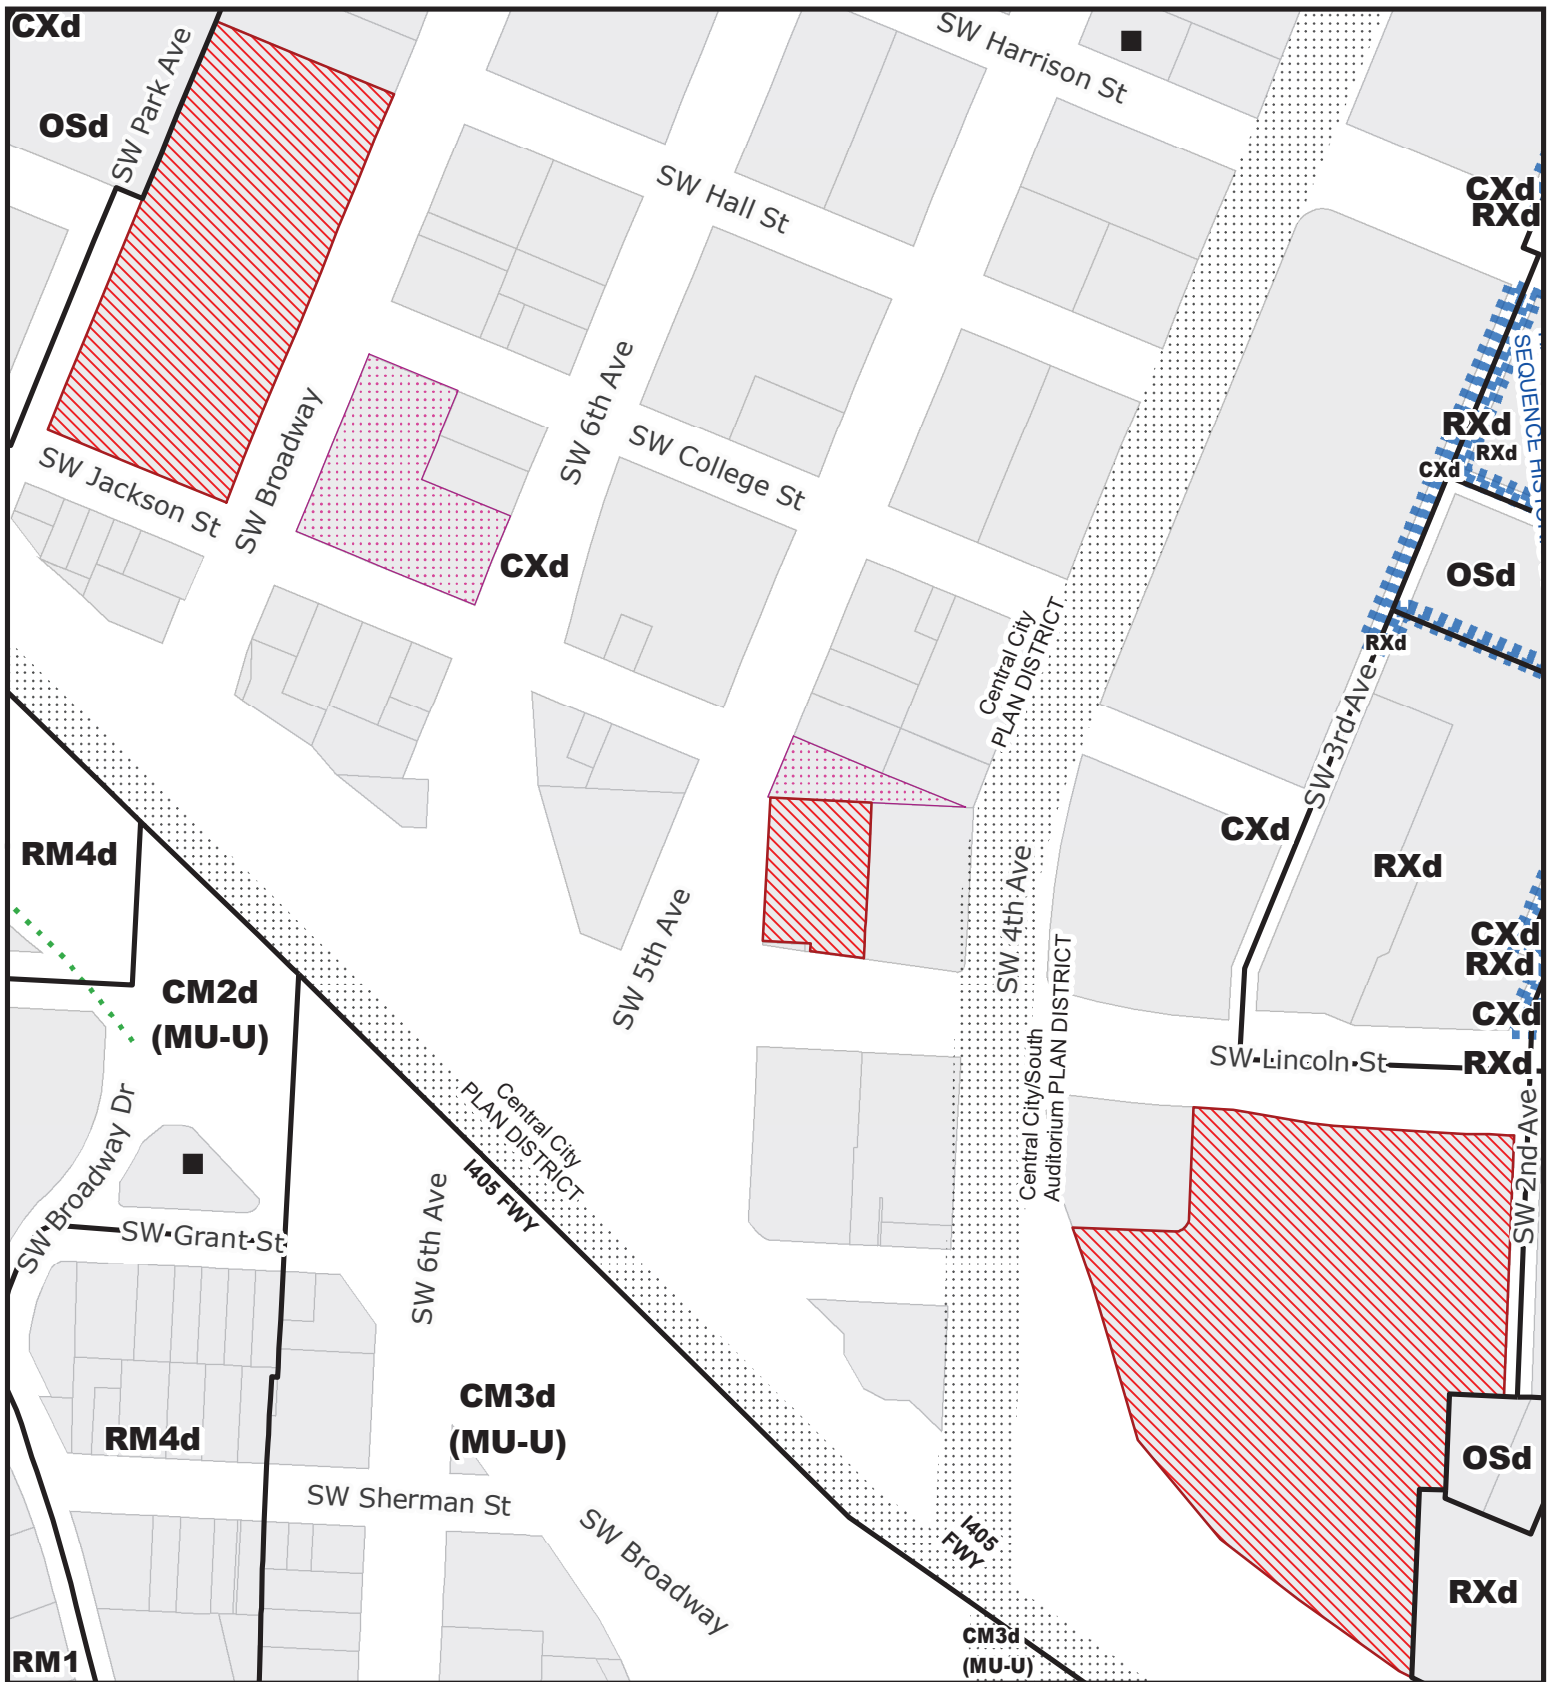 CXd
SW Harrison St
SW Park Ave
OSd
SW Hall St
CXd
RXd
SEQUENCE
SW 6th Ave
SW Broadway
RXd
RXd
CXd
SW College St
SW Jackson St
CXd
OSd
Central City
PLAN DISTRICT
RXd
SW 3rd Ave
CXd
RM4d
RXd
SW 4th Ave
SW 5th Ave
CXd
RXd
CM2d
(MU-U)
CXd
Central City/South
Auditorium PLAN DISTRICT
SW Lincoln St
RXd
SW Broadway Dr
Central City
PLAN DISTRICT
I405 FWY
SW 2nd Ave
SW Grant St
SW 6th Ave
CM3d
(MU-U)
RM4d
OSd
SW Sherman St
SW Broadway
I405
FWY
RXd
CM3d
(MU-U)
RM1